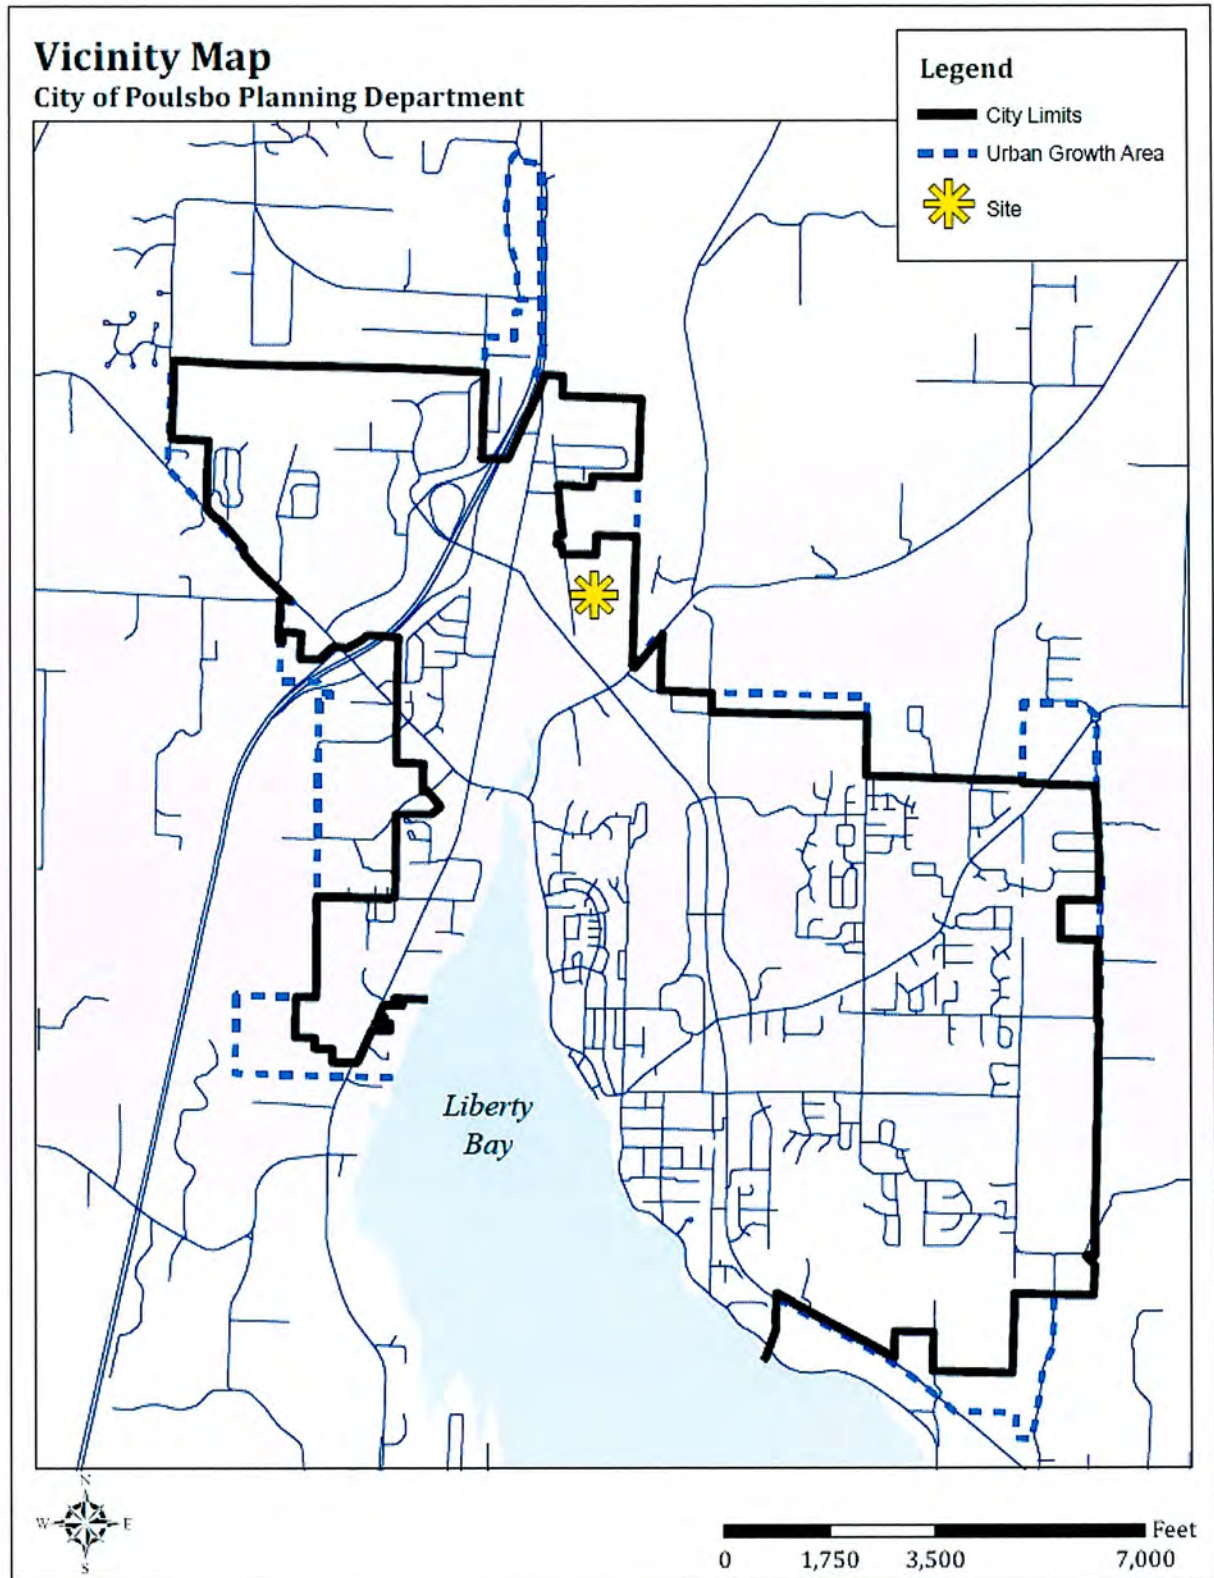 Vicinity Map
City of Poulsbo Planning Department
Legend
City Limits
Urban Growth Area
Site
Liberty
Bay
N
W E
S
Feet
0 1,750 3,500 7,000